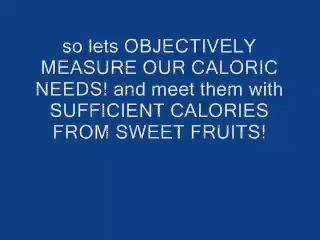 so lets OBJECTIVELY
MEASURE OUR CALORIC
NEEDS! and meet them with
SUFFICIENT CALORIES
FROM SWEET FRUITS!